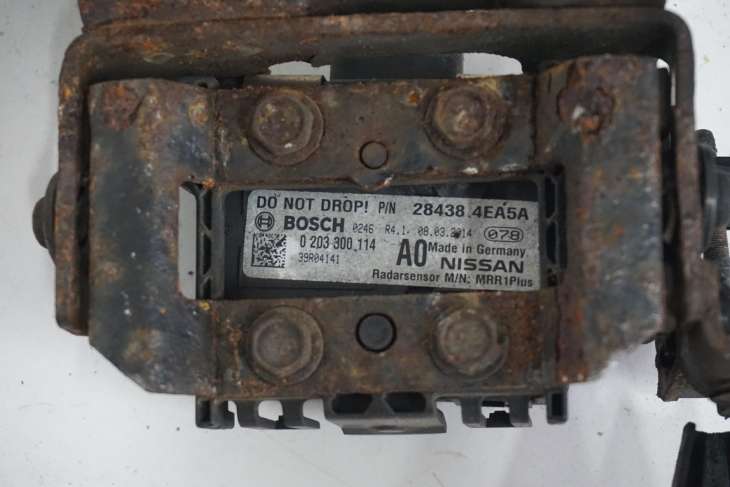 DO NOT DROP! P/N 28438 4EA5A
BOSCH 0246 R4.1 08.03.2014 078
0 203 300 114 A0 Made in Germany
39R04141 NISSAN
Radarsensor M/N: MRR1Plus